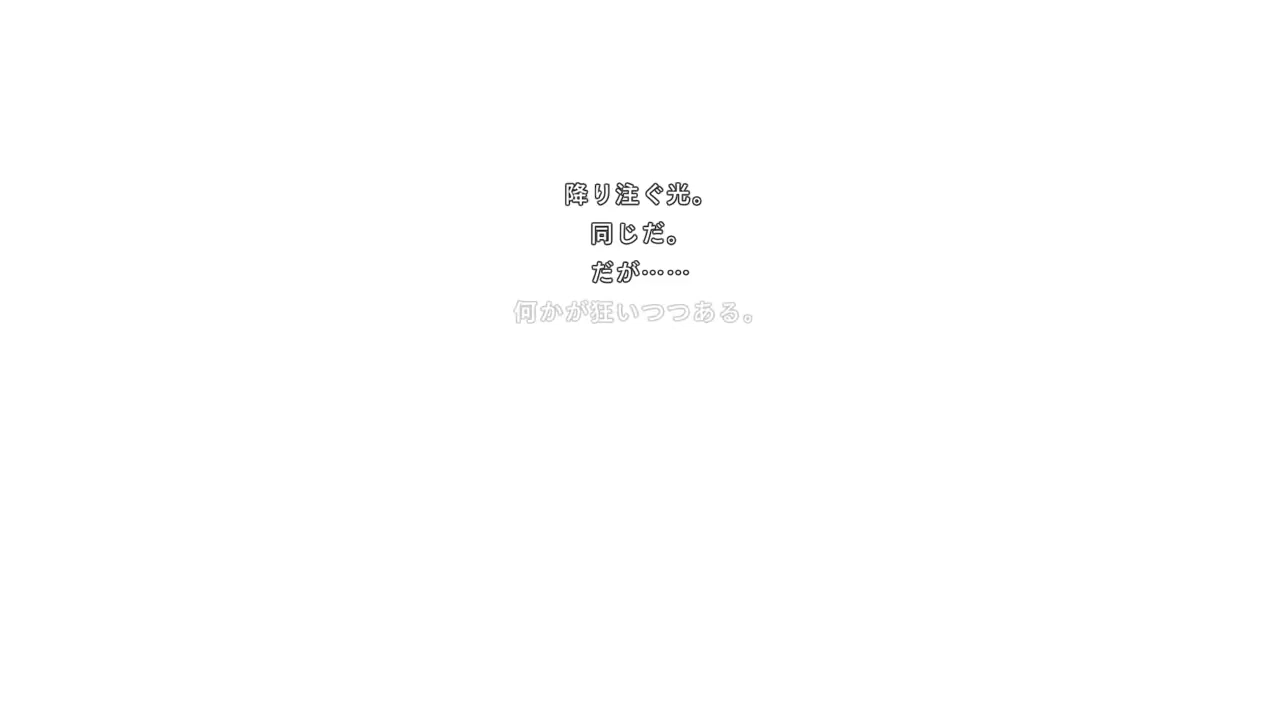 降り注ぐ光。
同じだ。
だが……
何かが狂いつつある。